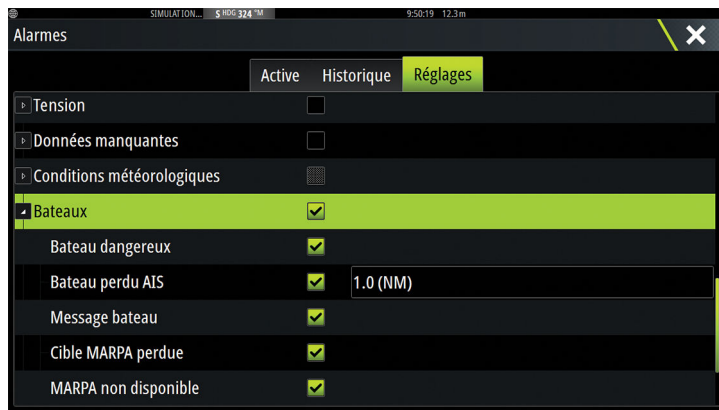 SIMULATION... S HDG 324 °M 9:50:19 12.3 m
Alarmes
Active Historique Réglages
Tension
Données manquantes
Conditions météorologiques
Bateaux
Bateau dangereux
Bateau perdu AIS 1.0 (NM)
Message bateau
Cible MARPA perdue
MARPA non disponible